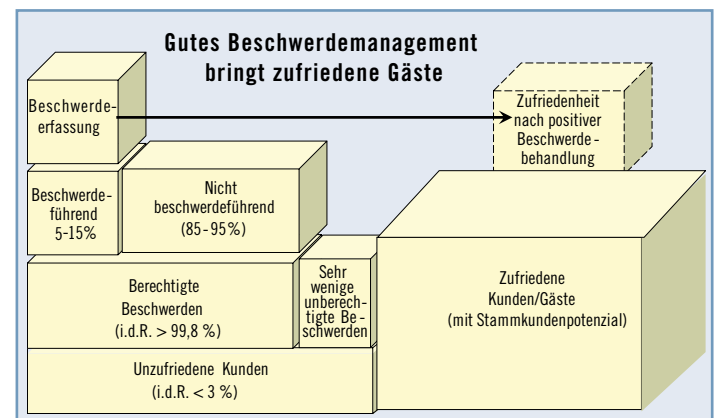 Gutes Beschwerdemanagement
bringt zufriedene Gäste
Beschwerde-
erfassung
Zufriedenheit
nach positiver
Beschwerde-
behandlung
Beschwerde-
führend
5-15%
Nicht
beschwerdeführend
(85-95%)
Berechtigte
Beschwerden
(i.d.R. > 99,8 %)
Sehr
wenige
unberech-
tigte Be-
schwerden
Zufriedene
Kunden/Gäste
(mit Stammkundenpotenzial)
Unzufriedene Kunden
(i.d.R. < 3 %)